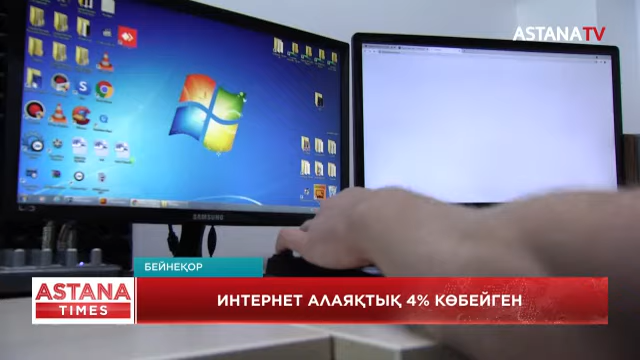 ASTANATV
SAMSUNG
БЕЙНЕҚОР
ASTANA
TIMES
ИНТЕРНЕТ АЛАЯҚТЫҚ 4% КӨБЕЙГЕН